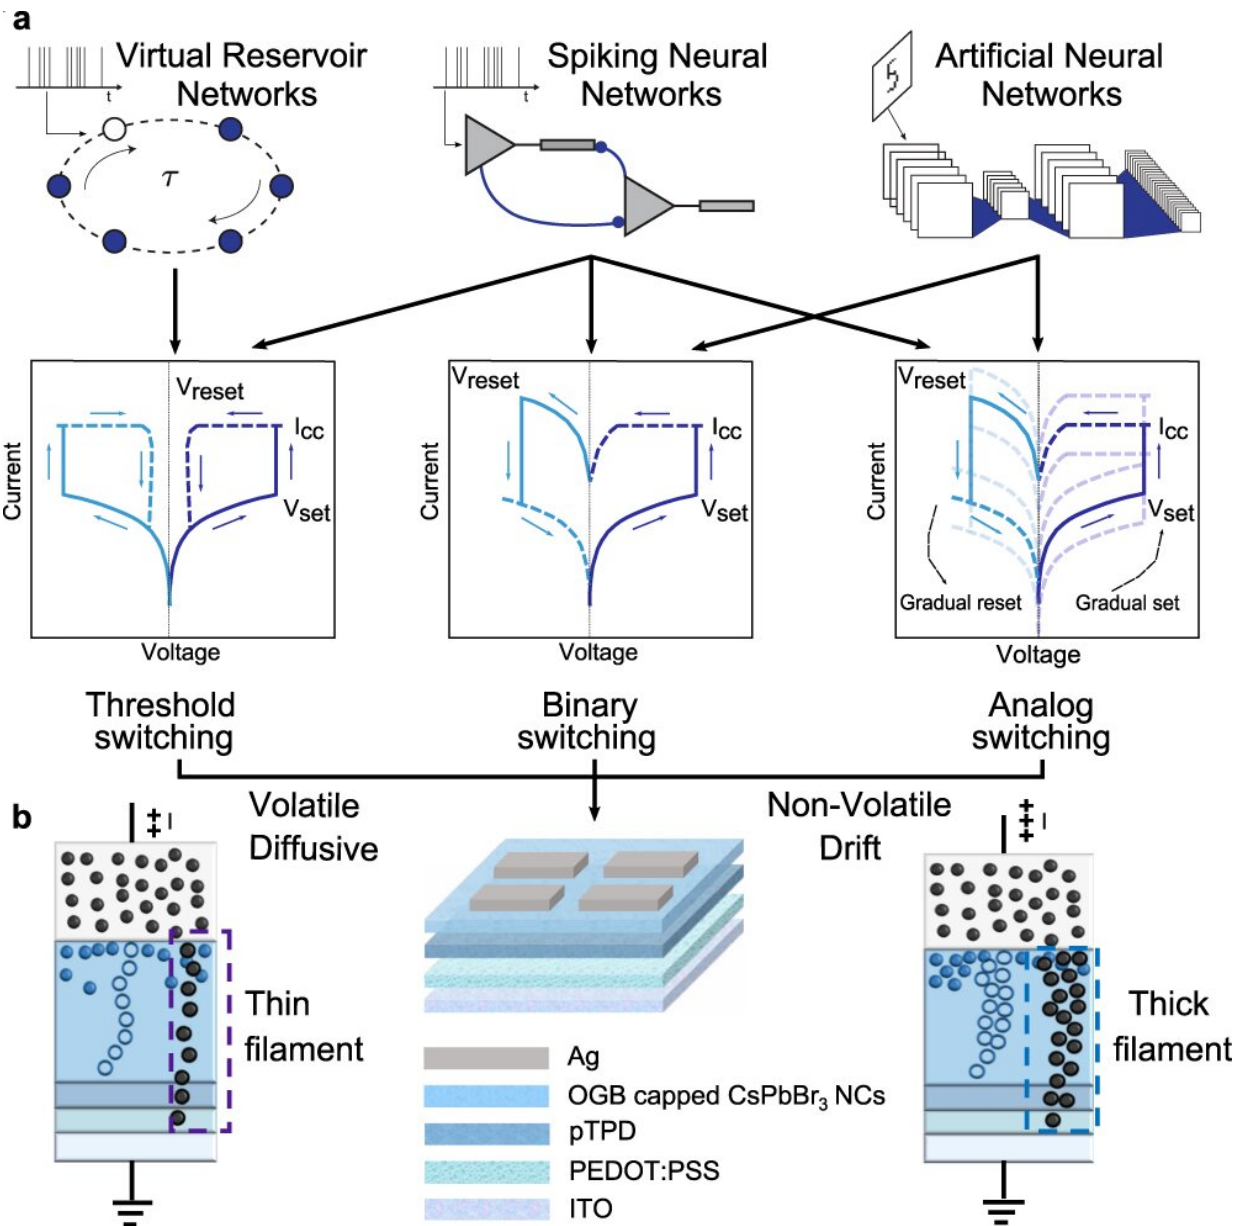 a
Virtual Reservoir
Networks
t
τ
Spiking Neural
Networks
t
Artificial Neural
Networks
5
Vreset
Icc
Vset
Current
Voltage
Vreset
Icc
Vset
Current
Voltage
Vreset
Icc
Vset
Gradual reset
Gradual set
Current
Voltage
Threshold
switching
Binary
switching
Analog
switching
b
++ –
Volatile
Diffusive
Non-Volatile
Drift
+++ –
Thin
filament
Thick
filament
Ag
OGB capped CsPbBr3 NCs
pTPD
PEDOT:PSS
ITO